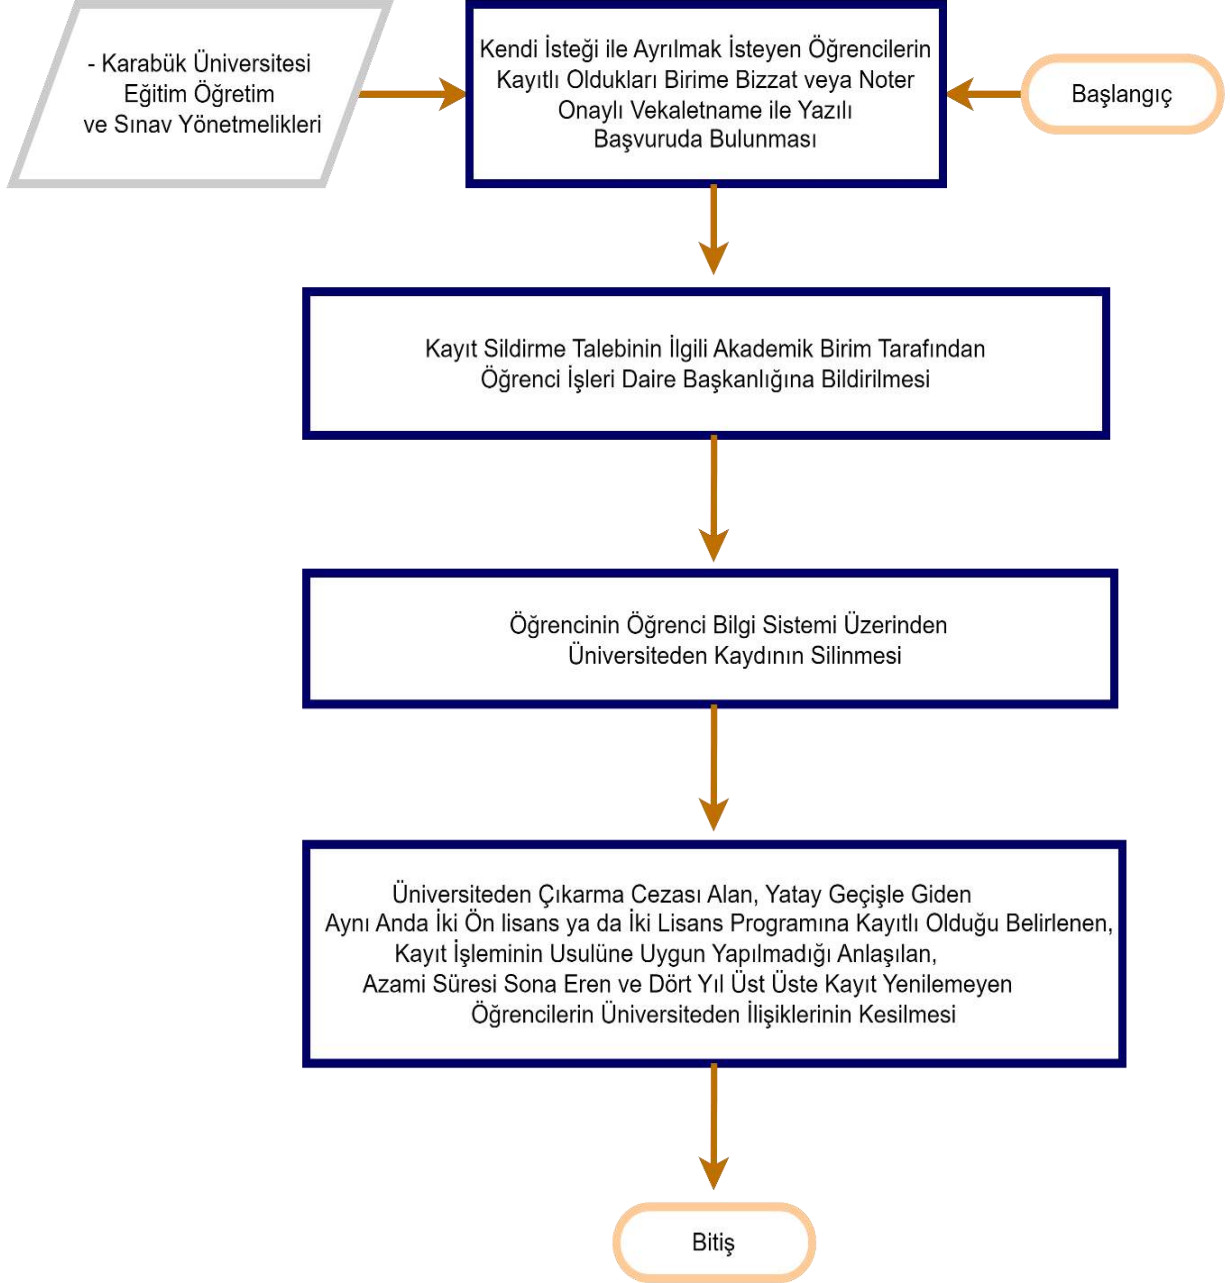 - Karabük Üniversitesi
Eğitim Öğretim
ve Sınav Yönetmelikleri
Kendi İsteği ile Ayrılmak İsteyen Öğrencilerin
Kayıtlı Oldukları Birime Bizzat veya Noter
Onaylı Vekaletname ile Yazılı
Başvuruda Bulunması
Başlangıç
Kayıt Sildirme Talebinin İlgili Akademik Birim Tarafından
Öğrenci İşleri Daire Başkanlığına Bildirilmesi
Öğrencinin Öğrenci Bilgi Sistemi Üzerinden
Üniversiteden Kaydının Silinmesi
Üniversiteden Çıkarma Cezası Alan, Yatay Geçişle Giden
Aynı Anda İki Ön lisans ya da İki Lisans Programına Kayıtlı Olduğu Belirlenen,
Kayıt İşleminin Usulüne Uygun Yapılmadığı Anlaşılan,
Azami Süresi Sona Eren ve Dört Yıl Üst Üste Kayıt Yenilemeyen
Öğrencilerin Üniversiteden İlişiklerinin Kesilmesi
Bitiş